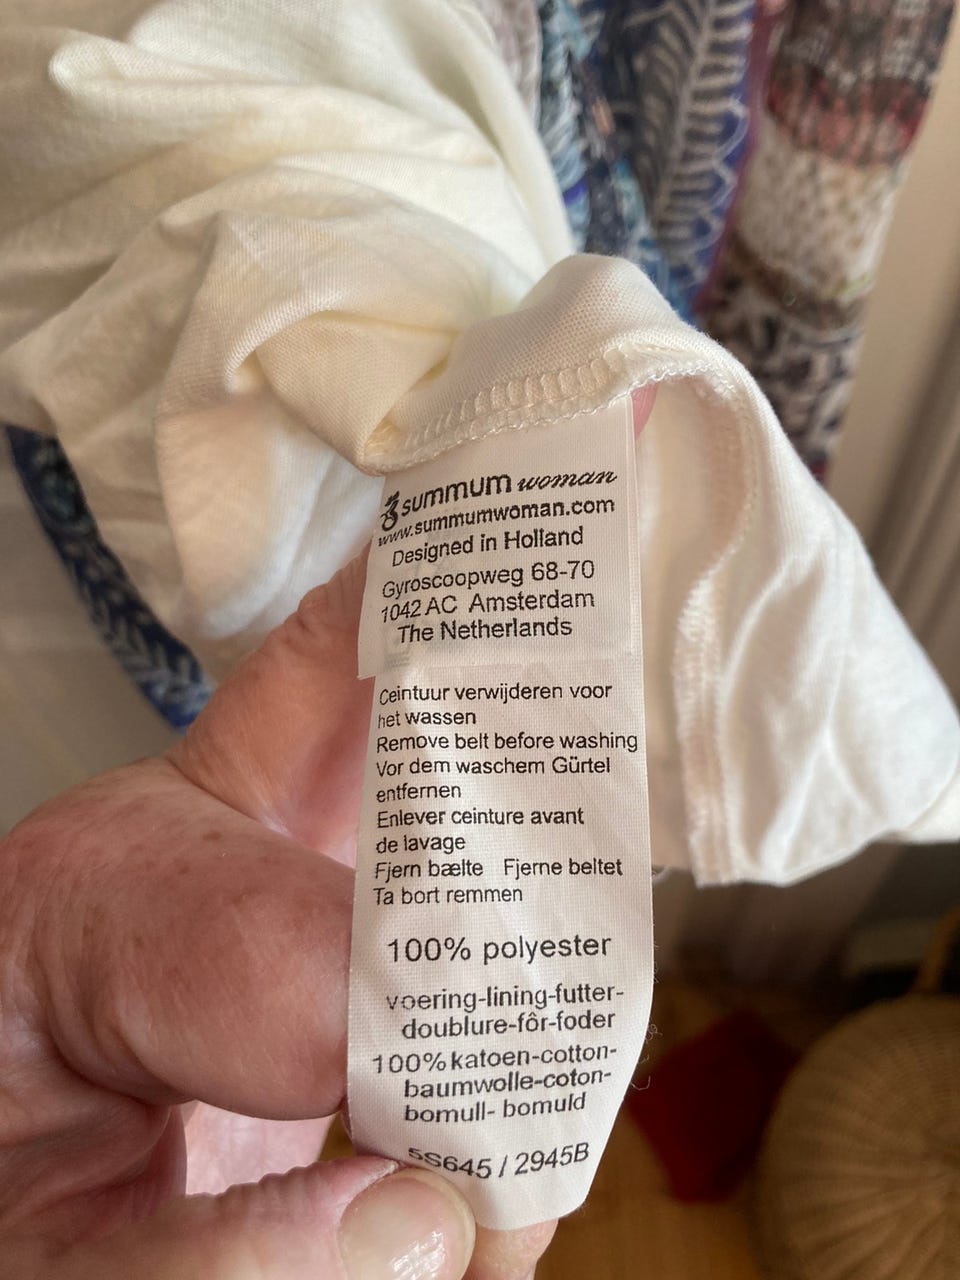 summum woman
www.summumwoman.com
Designed in Holland
Gyroscoopweg 68-70
1042 AC Amsterdam
The Netherlands
Ceintuur verwijderen voor
het wassen
Remove belt before washing
Vor dem waschem Gürtel
entfernen
Enlever ceinture avant
de lavage
Fjern bælte Fjerne beltet
Ta bort remmen
100% polyester
voering-lining-futter-
doublure-fôr-foder
100% katoen-cotton-
baumwolle-coton-
bomull- bomuld
5S645 / 2945B